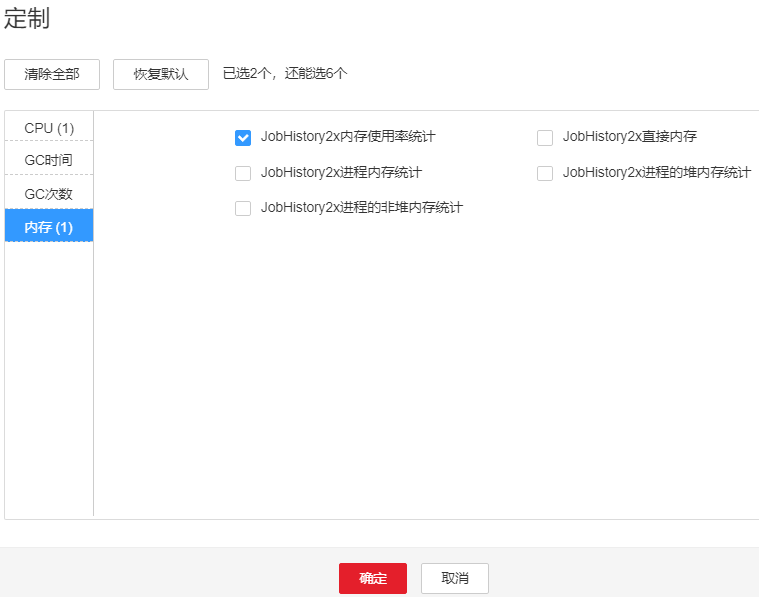 定制
清除全部
恢复默认
已选2个，还能选6个
CPU (1)
GC时间
GC次数
内存 (1)
JobHistory2x内存使用率统计
JobHistory2x直接内存
JobHistory2x进程内存统计
JobHistory2x进程的堆内存统计
JobHistory2x进程的非堆内存统计
确定
取消